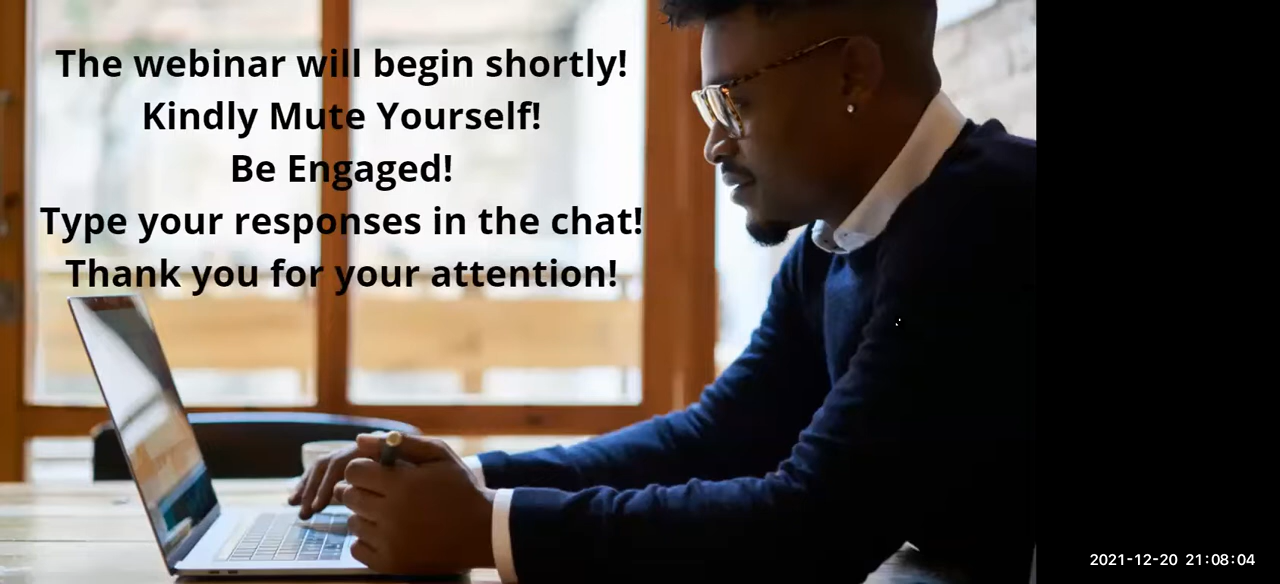 The webinar will begin shortly!
Kindly Mute Yourself!
Be Engaged!
Type your responses in the chat!
Thank you for your attention!
2021-12-20 21:08:04